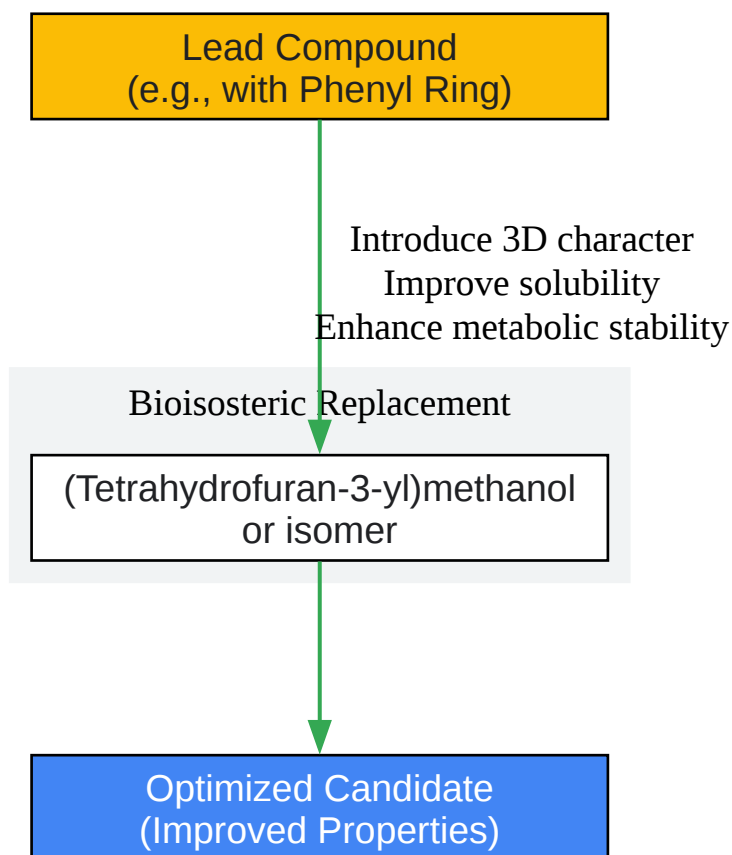 Lead Compound
(e.g., with Phenyl Ring)
Introduce 3D character
Improve solubility
Enhance metabolic stability
Bioisosteric Replacement
(Tetrahydrofuran-3-yl)methanol
or isomer
Optimized Candidate
(Improved Properties)